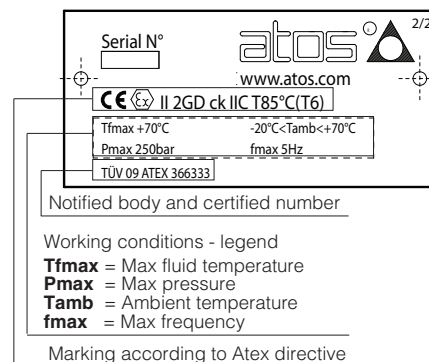 2/2
Serial N°
atos
www.atos.com
CE Ex II 2GD ck IIC T85°C(T6)
Tfmax +70°C -20°C<Tamb<+70°C
Pmax 250bar fmax 5Hz
TÜV 09 ATEX 366333
Notified body and certified number
Working conditions - legend
Tfmax = Max fluid temperature
Pmax = Max pressure
Tamb = Ambient temperature
fmax = Max frequency
Marking according to Atex directive